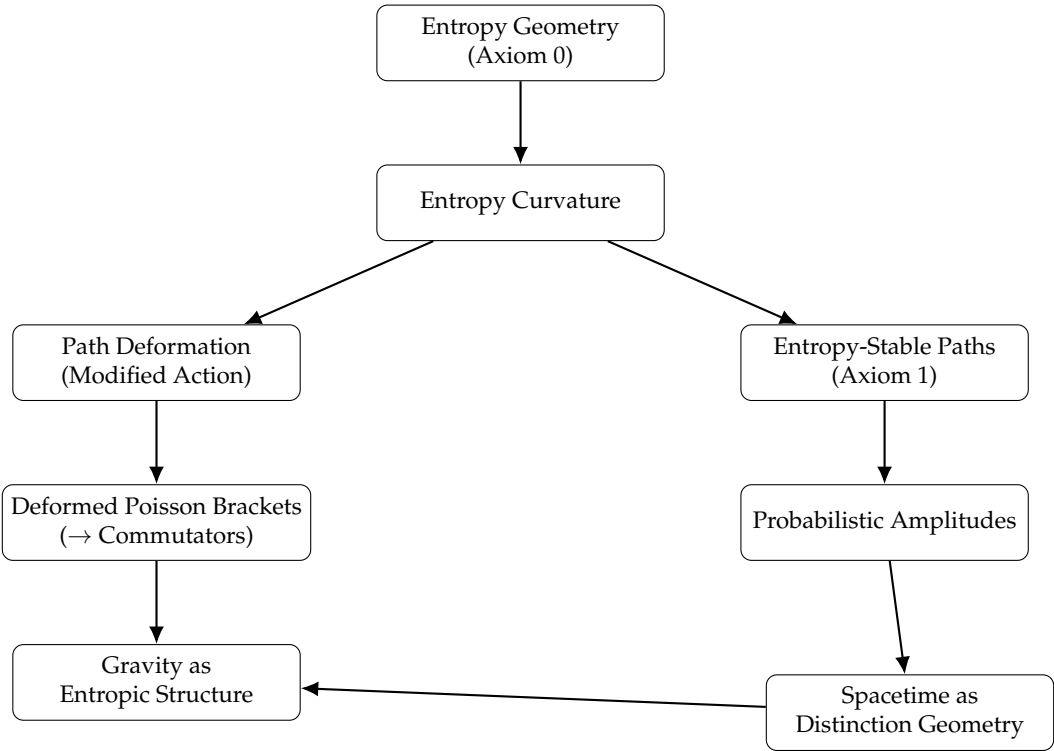 Entropy Geometry
(Axiom 0)
Entropy Curvature
Path Deformation
(Modified Action)
Entropy-Stable Paths
(Axiom 1)
Deformed Poisson Brackets
(→ Commutators)
Probabilistic Amplitudes
Gravity as
Entropic Structure
Spacetime as
Distinction Geometry